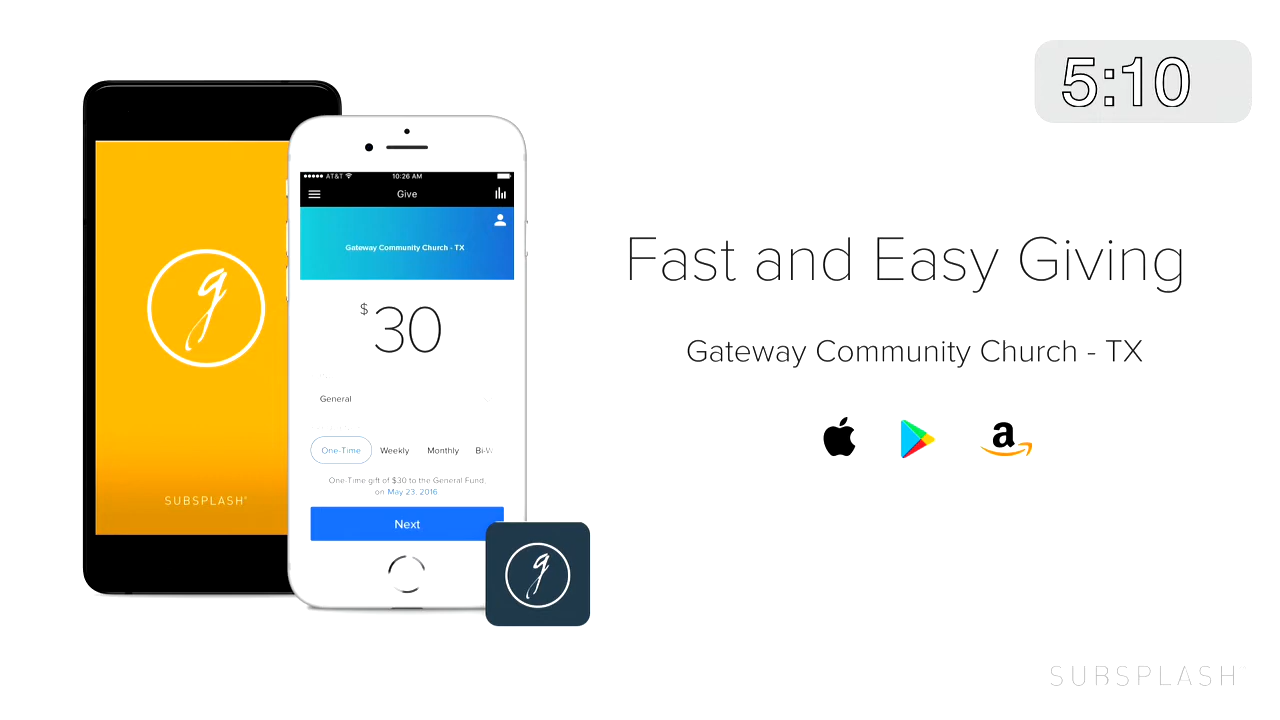 5:10
AT&T 10:26 AM
Give
Gateway Community Church - TX
$ 30
General
One-Time Weekly Monthly Bi-W
One-Time gift of $30 to the General Fund,
on May 23, 2016
Next
g
SUBSPLASH
g
Fast and Easy Giving
Gateway Community Church - TX
a
SUBSPLASH